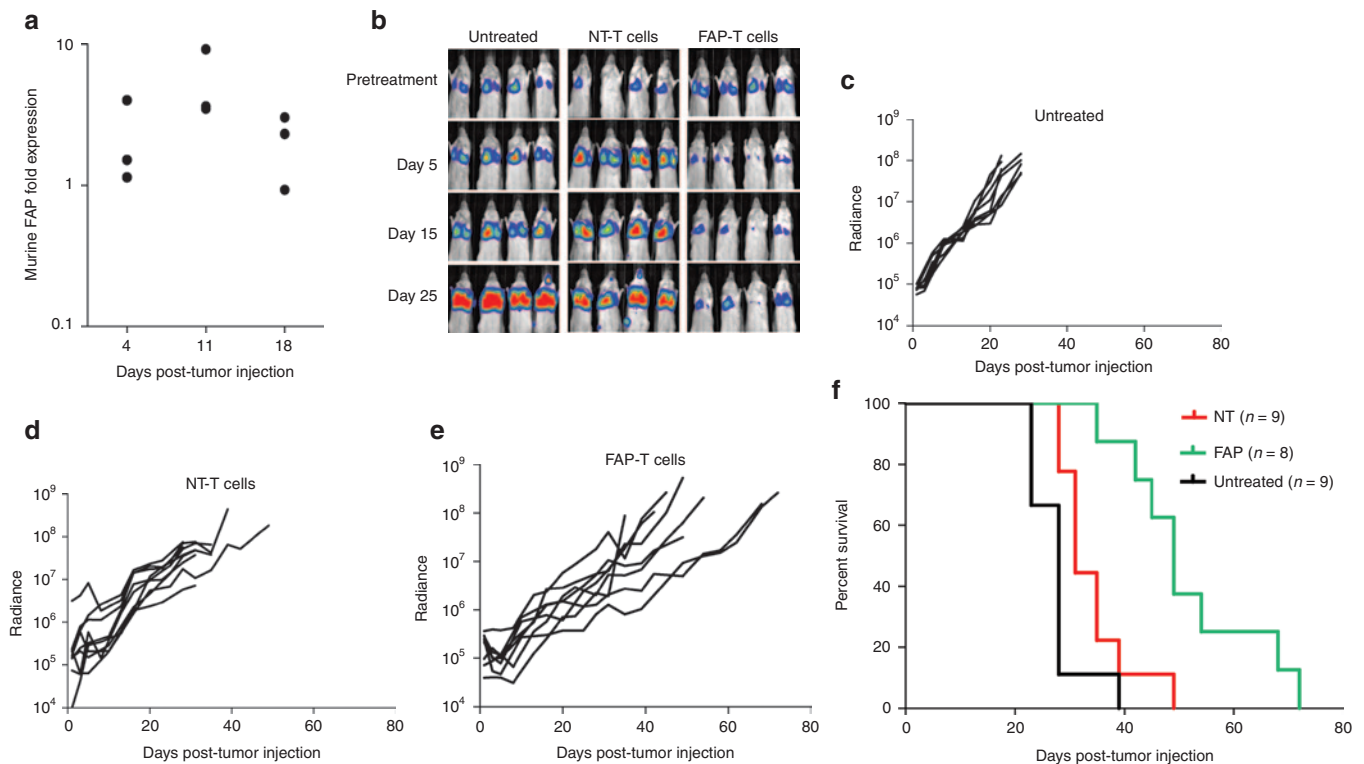 a
10
1
0.1
Murine FAP fold expression
4 11 18
Days post-tumor injection
b
Untreated NT-T cells FAP-T cells
Pretreatment
Day 5
Day 15
Day 25
c
Untreated
10⁹
10⁸
10⁷
10⁶
10⁵
10⁴
Radiance
0 20 40 60 80
Days post-tumor injection
d
NT-T cells
10⁹
10⁸
10⁷
10⁶
10⁵
10⁴
Radiance
0 20 40 60 80
Days post-tumor injection
e
FAP-T cells
10⁹
10⁸
10⁷
10⁶
10⁵
10⁴
Radiance
0 20 40 60 80
Days post-tumor injection
f
100
80
60
40
20
0
Percent survival
NT (n = 9)
FAP (n = 8)
Untreated (n = 9)
0 20 40 60 80
Days post-tumor injection